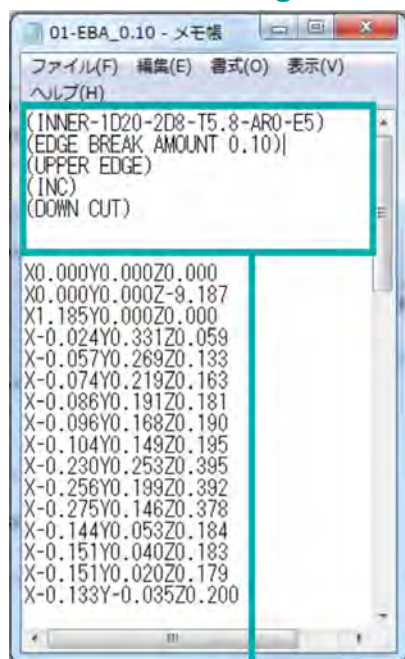 01-EBA_0.10 - メモ帳
ファイル(F) 編集(E) 書式(O) 表示(V)
ヘルプ(H)
(INNER-1D20-2D8-T5.8-AR0-E5)
(EDGE BREAK AMOUNT 0.10)
(UPPER EDGE)
(INC)
(DOWN CUT)
X0.000Y0.000Z0.000
X0.000Y0.000Z-9.187
X1.185Y0.000Z0.000
X-0.024Y0.331Z0.059
X-0.057Y0.269Z0.133
X-0.074Y0.219Z0.163
X-0.086Y0.191Z0.181
X-0.096Y0.168Z0.190
X-0.104Y0.149Z0.195
X-0.230Y0.253Z0.395
X-0.256Y0.199Z0.392
X-0.275Y0.146Z0.378
X-0.144Y0.053Z0.184
X-0.151Y0.040Z0.183
X-0.151Y0.020Z0.179
X-0.133Y-0.035Z0.200